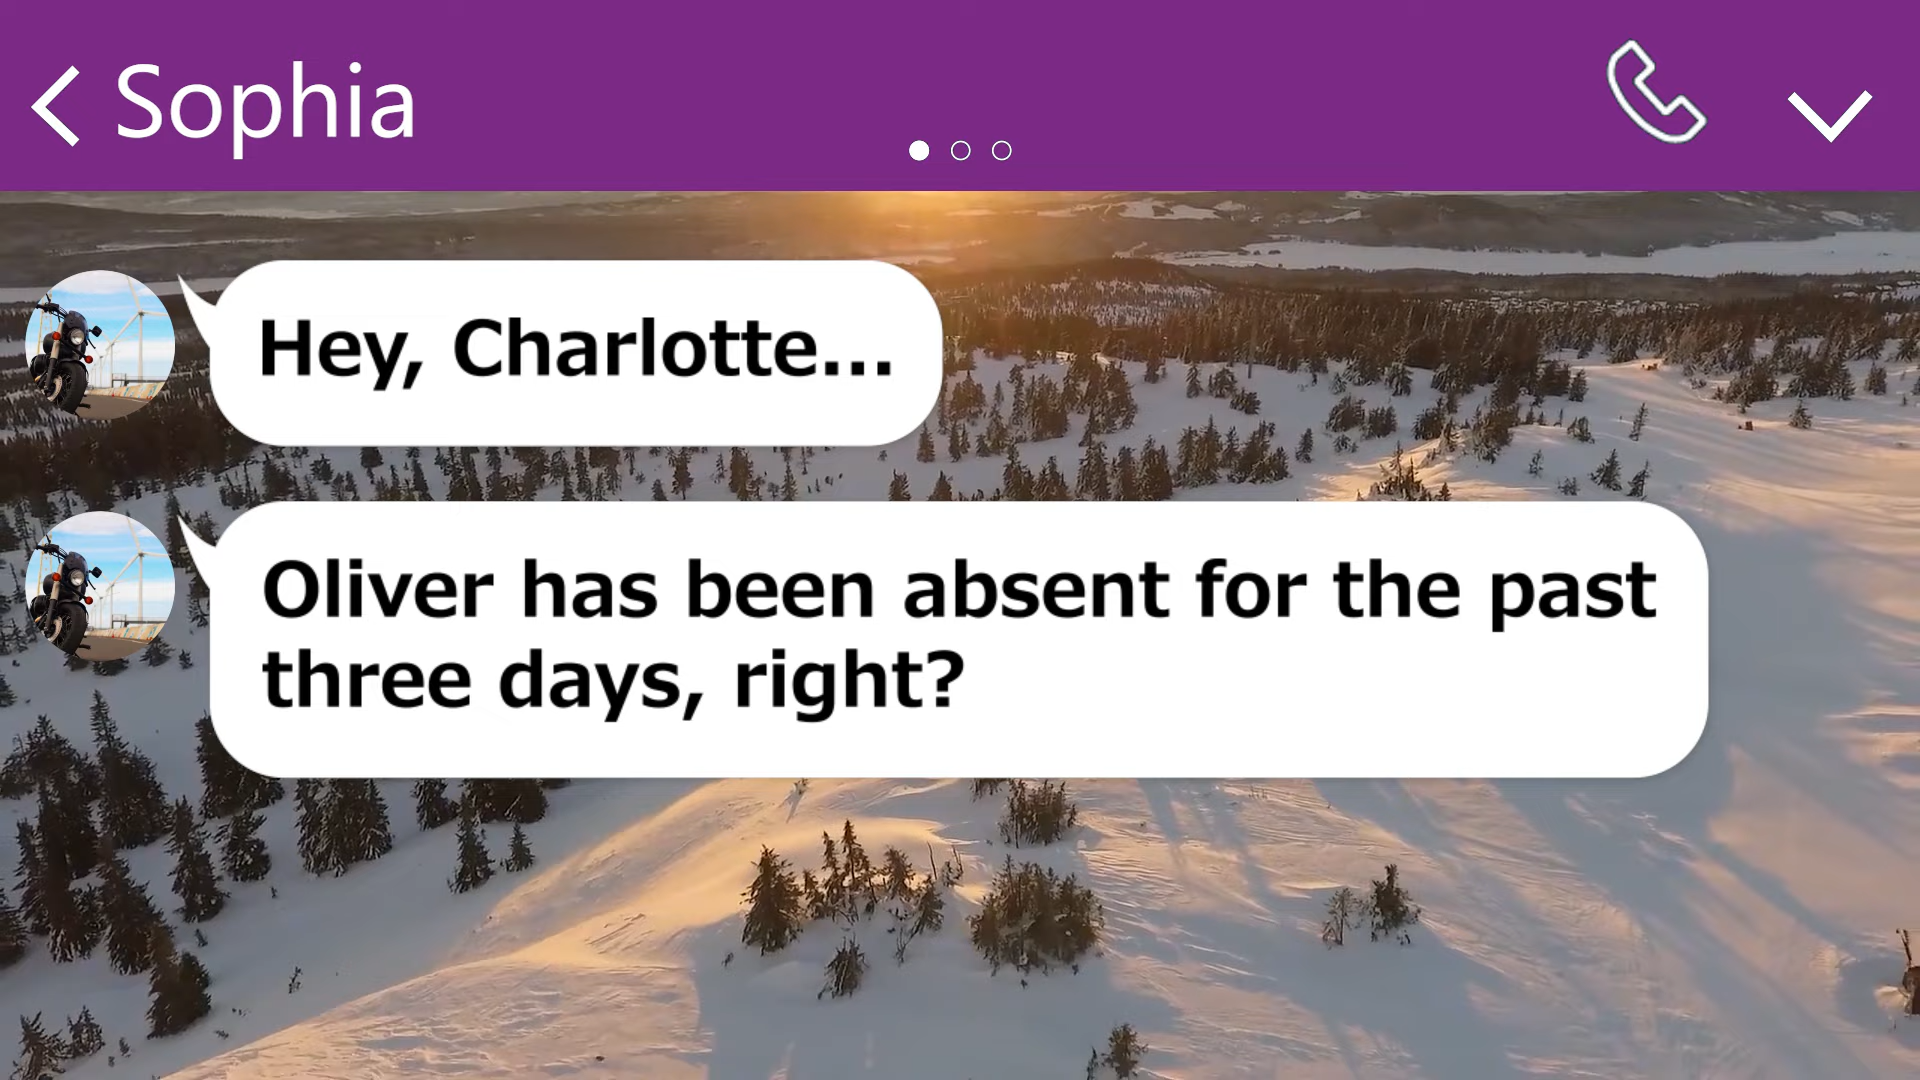 Sophia
Hey, Charlotte...
Oliver has been absent for the past
three days, right?